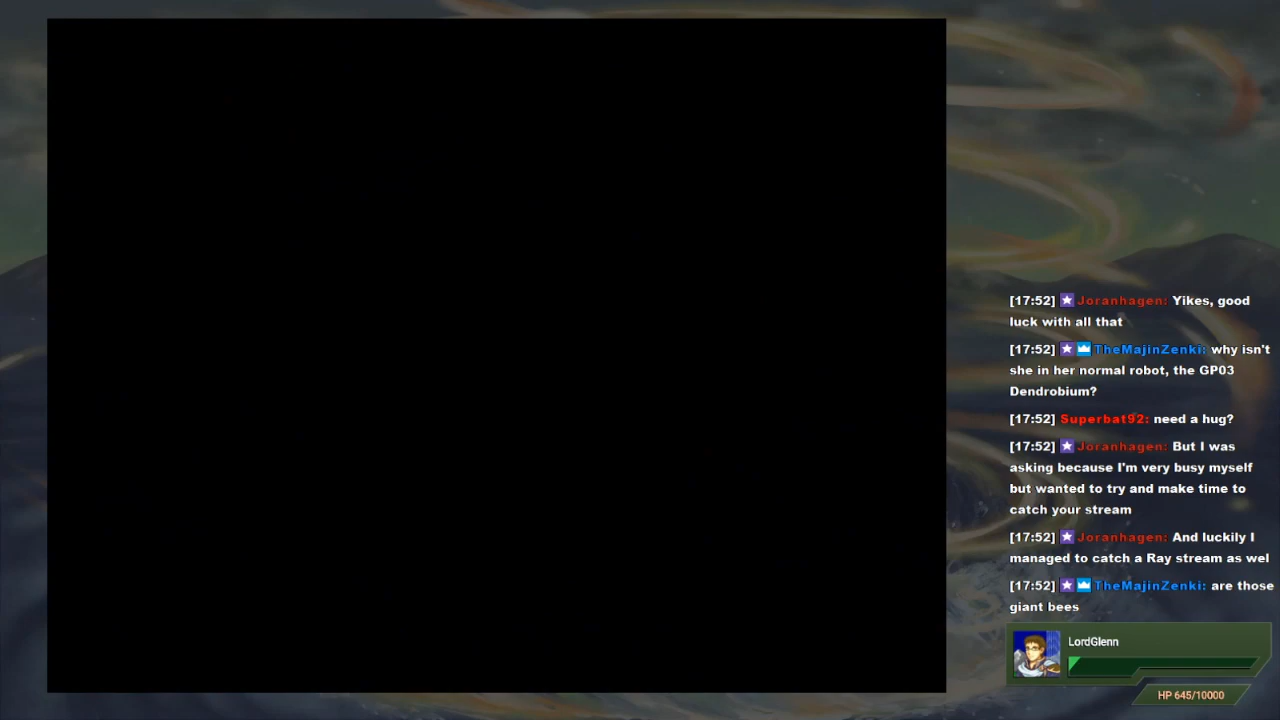 [17:52] Joranhagen: Yikes, good
luck with all that
[17:52] TheMajinZenki: why isn't
she in her normal robot, the GP03
Dendrobium?
[17:52] Superbat92: need a hug?
[17:52] Joranhagen: But I was
asking because I'm very busy myself
but wanted to try and make time to
catch your stream
[17:52] Joranhagen: And luckily I
managed to catch a Ray stream as wel
[17:52] TheMajinZenki: are those
giant bees
LordGlenn
HP 645/10000